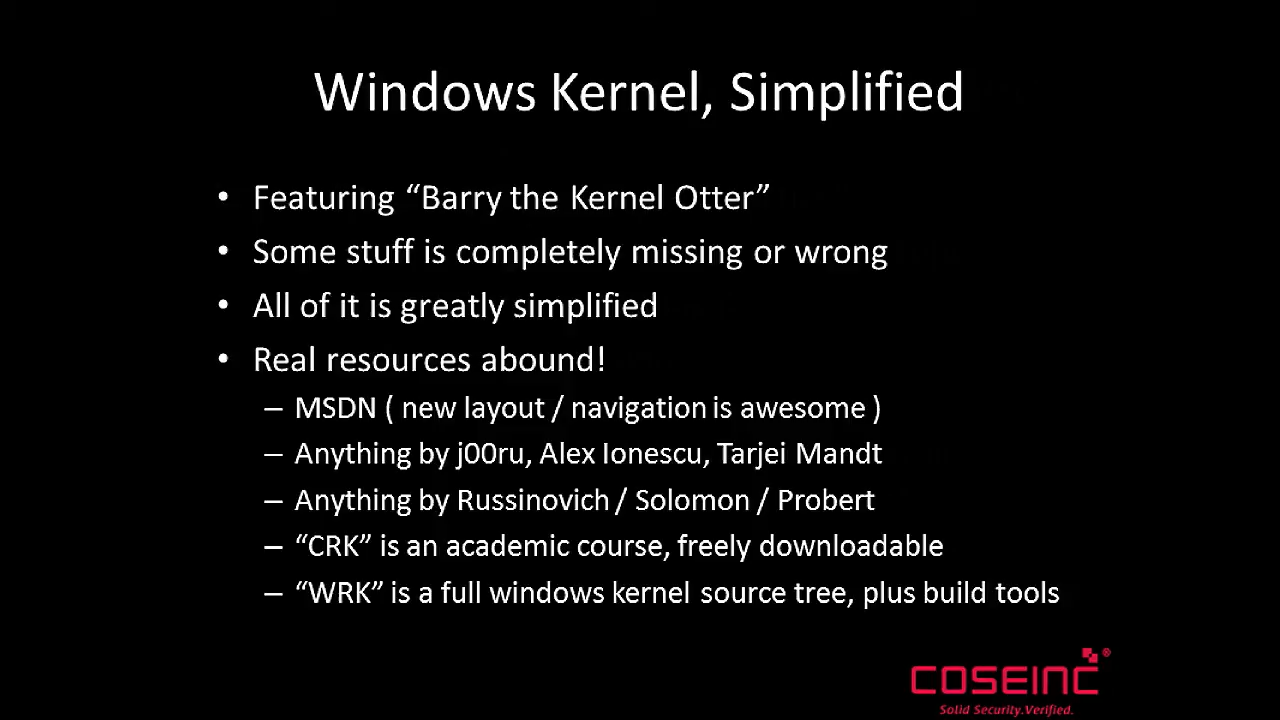 Windows Kernel, Simplified
• Featuring “Barry the Kernel Otter”
• Some stuff is completely missing or wrong
• All of it is greatly simplified
• Real resources abound!
– MSDN ( new layout / navigation is awesome )
– Anything by j00ru, Alex Ionescu, Tarjei Mandt
– Anything by Russinovich / Solomon / Probert
– “CRK” is an academic course, freely downloadable
– “WRK” is a full windows kernel source tree, plus build tools
COSEINC®
Solid Security.Verified.